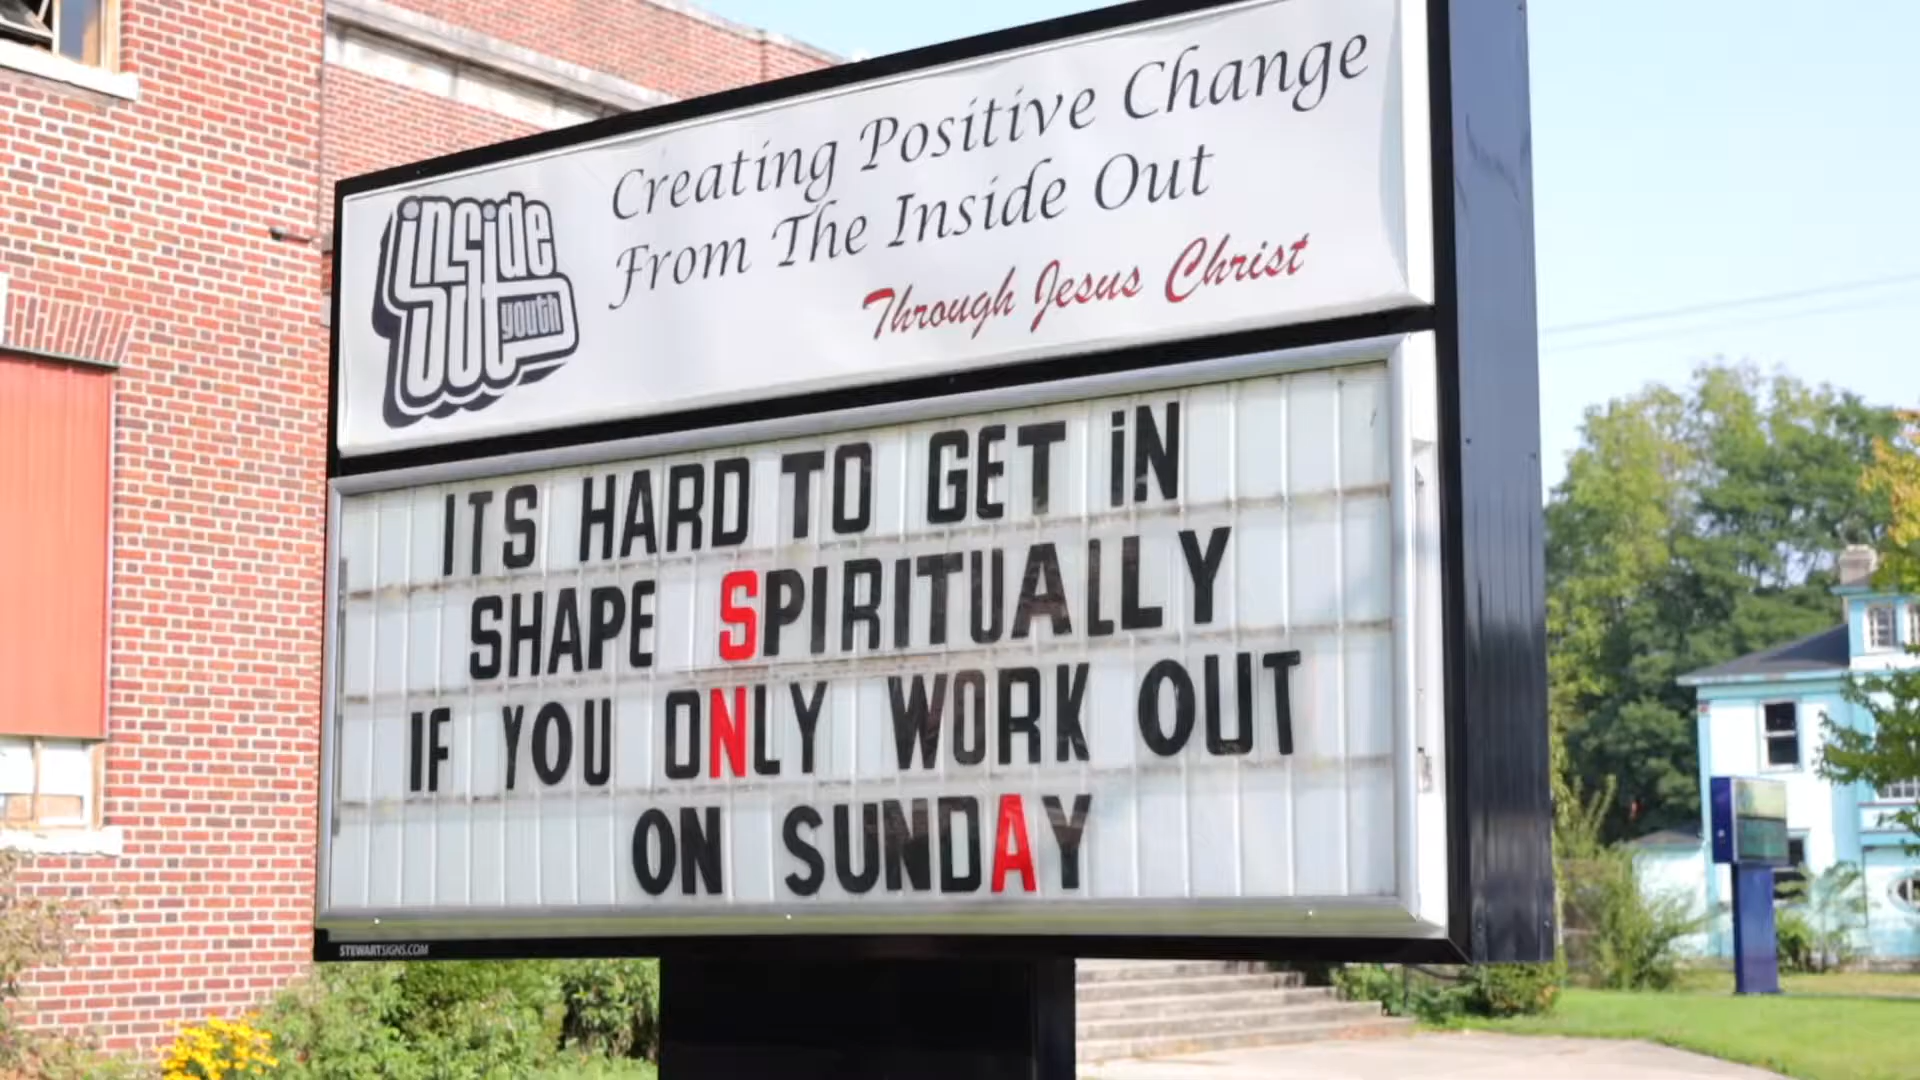 inside out youth
Creating Positive Change
From The Inside Out
Through Jesus Christ
ITS HARD TO GET iN
SHAPE SPIRITUALLY
IF YOU ONLY WORK OUT
ON SUNDAY
STEWARTSIGNS.COM